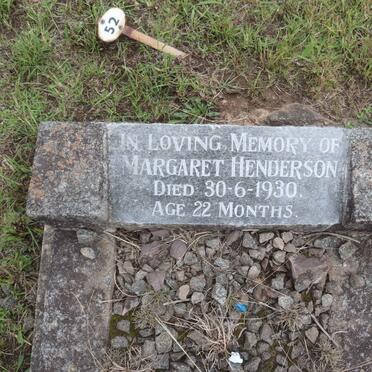 52
IN LOVING MEMORY OF
MARGARET HENDERSON
DIED 30-6-1930.
AGE 22 MONTHS.